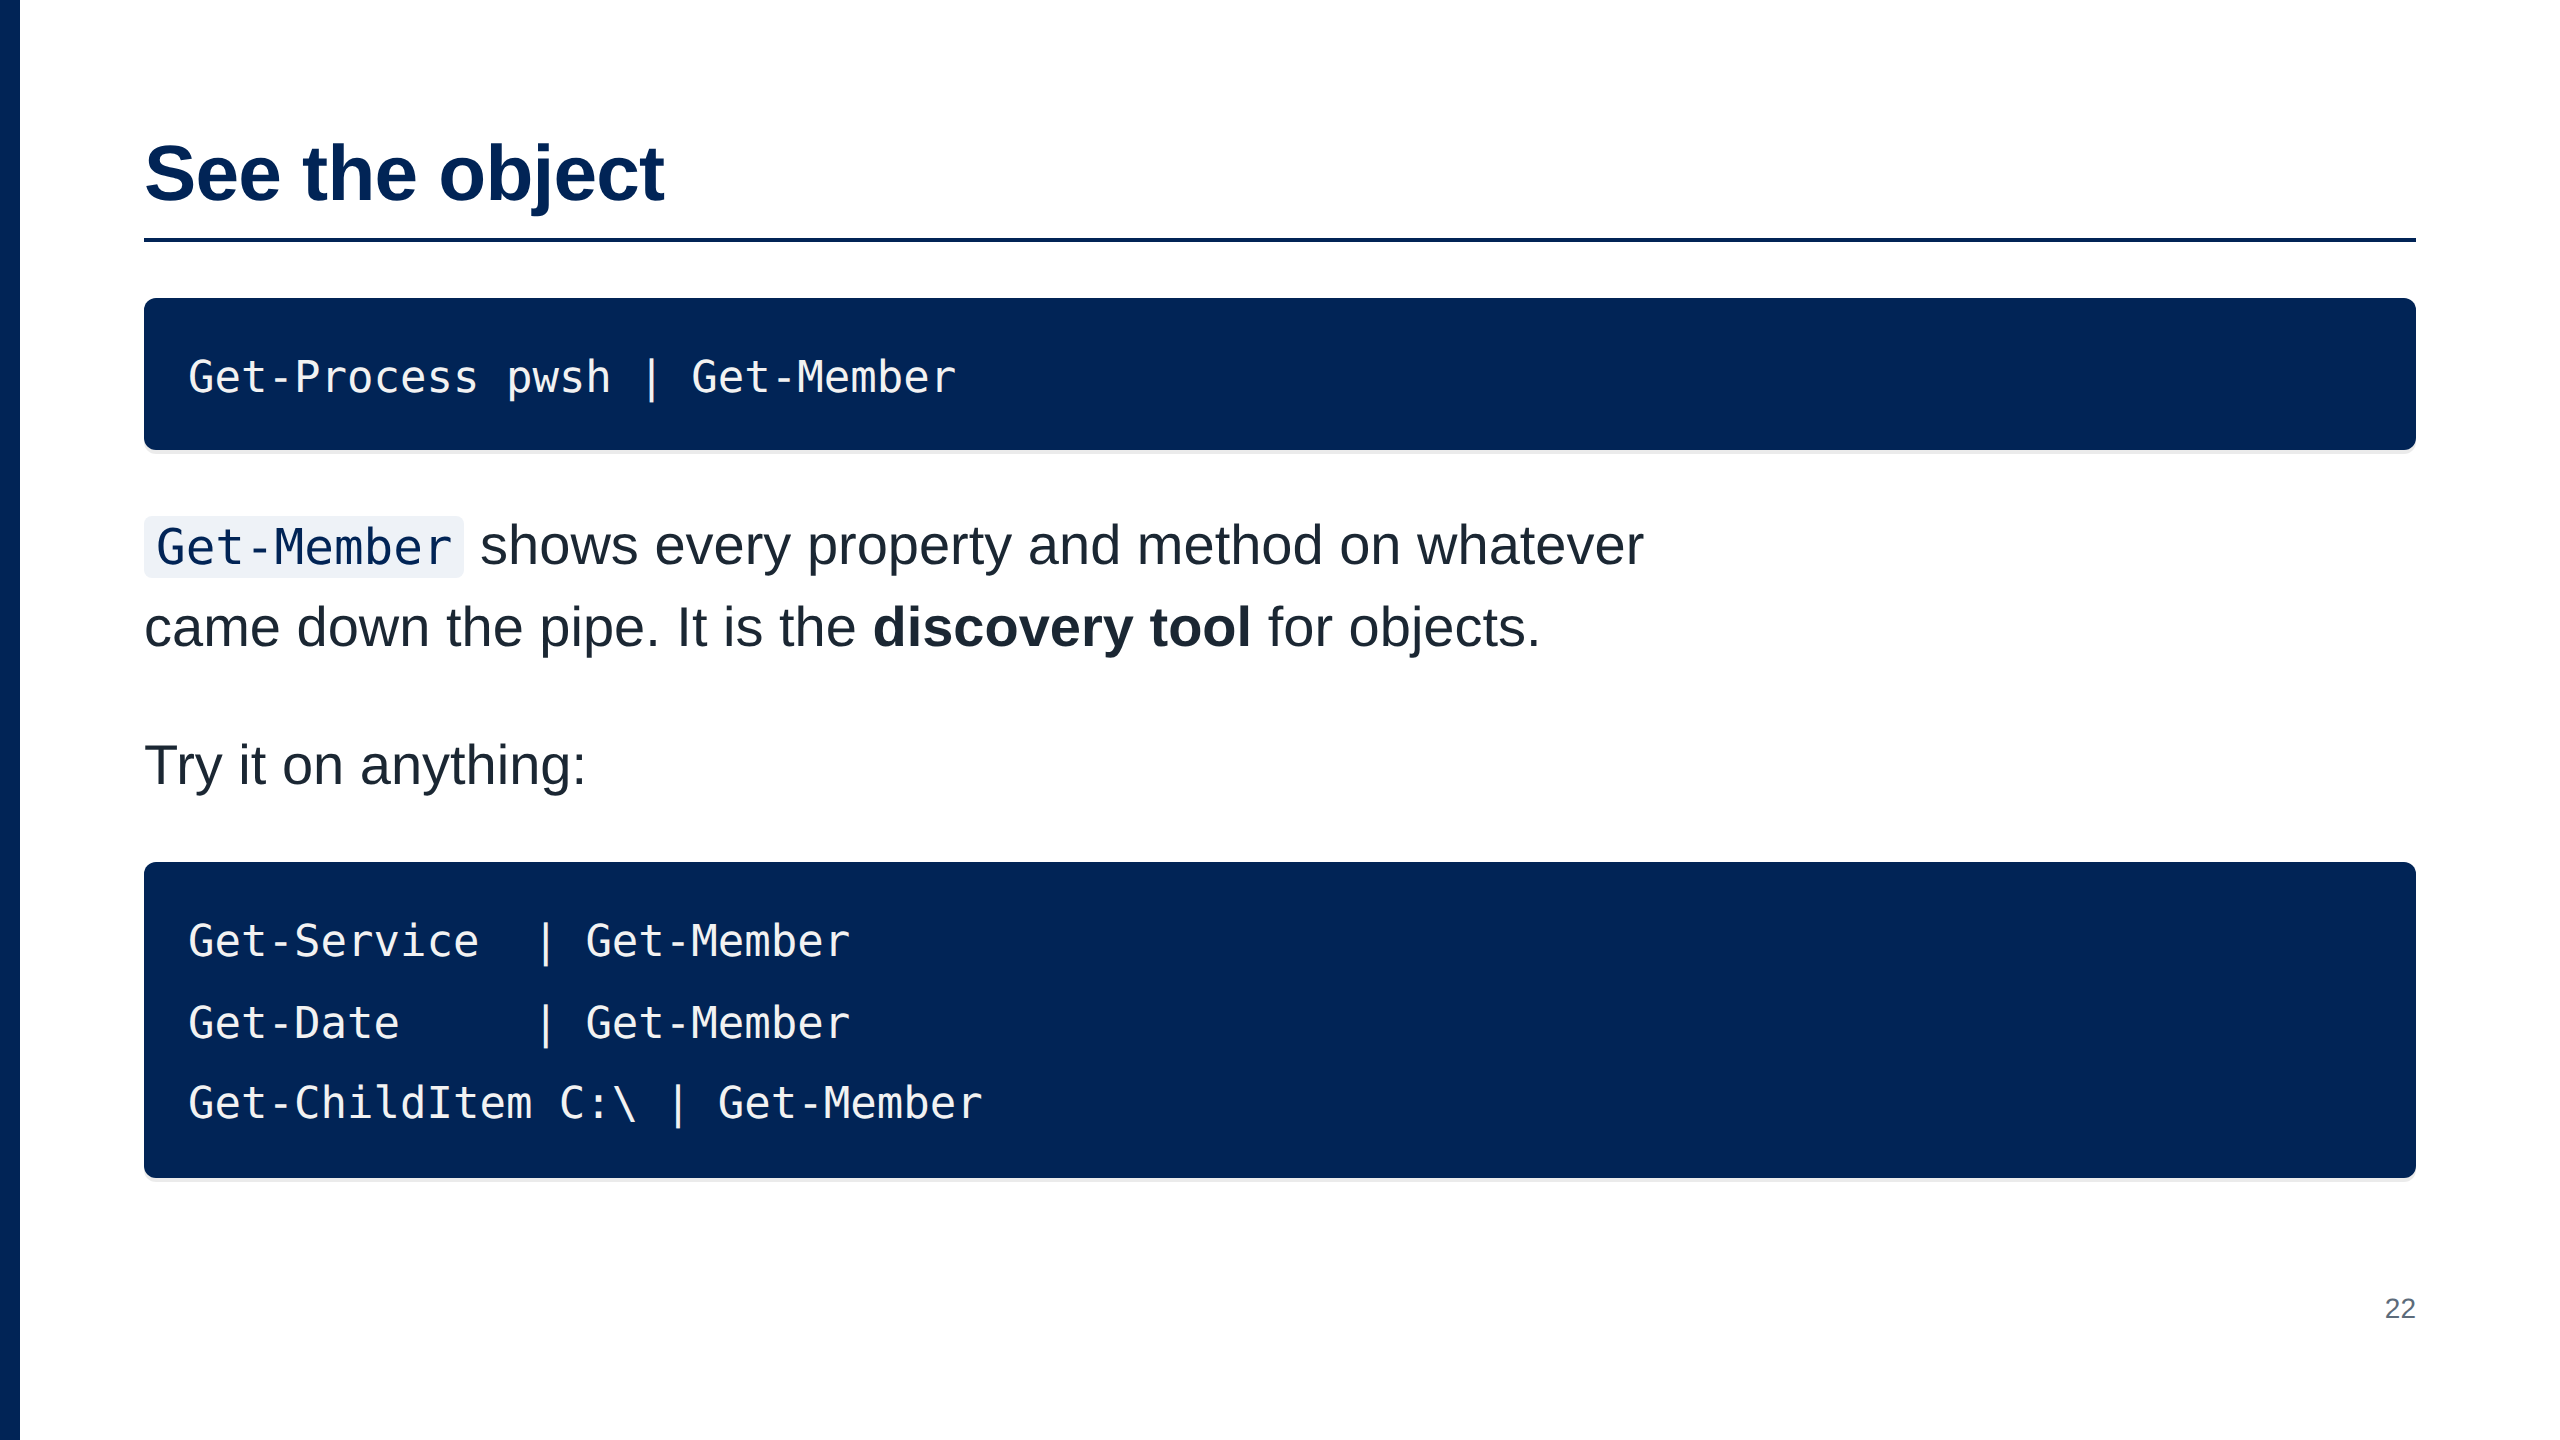 See the object
Get-Process pwsh | Get-Member
Get-Member shows every property and method on whatever
came down the pipe. It is the discovery tool for objects.
Try it on anything:
Get-Service  | Get-Member
Get-Date     | Get-Member
Get-ChildItem C:\ | Get-Member
22